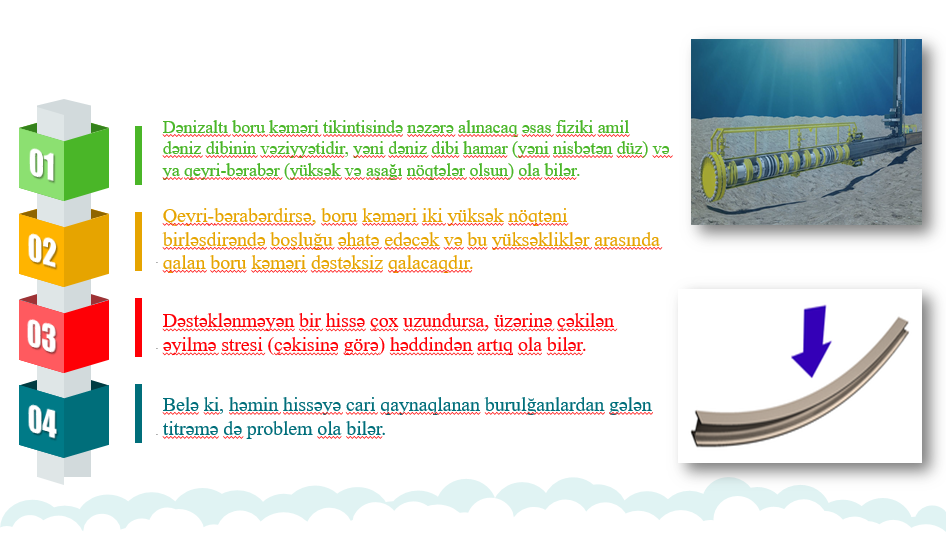 01
Dənizaltı boru kəməri tikintisində nəzərə alınacaq əsas fiziki amil
dəniz dibinin vəziyyətidir, yəni dəniz dibi hamar (yəni nisbətən düz) və
ya qeyri-bərabər (yüksək və aşağı nöqtələr olsun) ola bilər.
02
Qeyri-bərabərdirsə, boru kəməri iki yüksək nöqtəni
birləşdirəndə boşluğu əhatə edəcək və bu yüksəkliklər arasında
qalan boru kəməri dəstəksiz qalacaqdır.
03
Dəstəklənməyən bir hissə çox uzundursa, üzərinə çəkilən
əyilmə stresi (çəkisinə görə) həddindən artıq ola bilər.
04
Belə ki, həmin hissəyə cari qaynaqlanan burulğanlardan gələn
titrəmə də problem ola bilər.